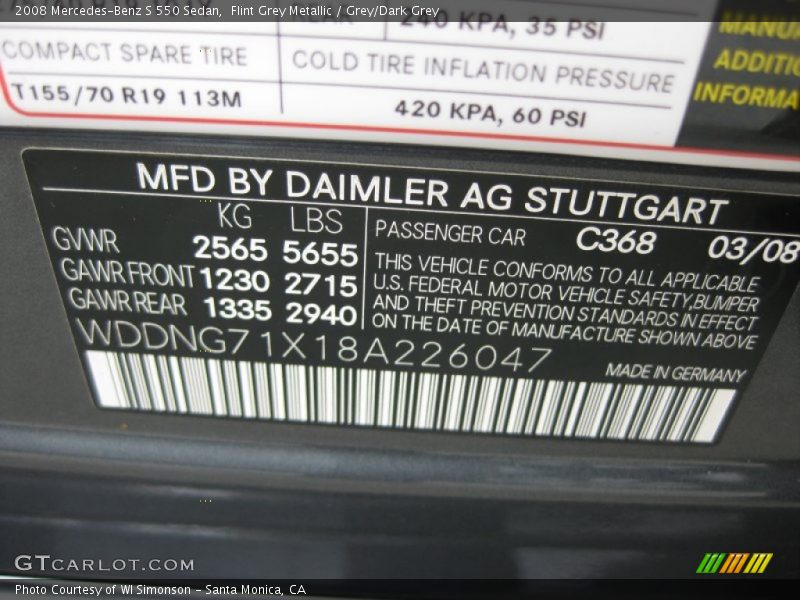 2008 Mercedes-Benz S 550 Sedan,  Flint Grey Metallic / Grey/Dark Grey
240 KPA, 35 PSI
MANUA
COMPACT SPARE TIRE
COLD TIRE INFLATION PRESSURE
ADDITIO
T155/70 R19 113M
420 KPA, 60 PSI
INFORMA
MFD BY DAIMLER AG STUTTGART
KG LBS
GVWR 2565 5655
GAWR FRONT 1230 2715
GAWR REAR 1335 2940
PASSENGER CAR C368 03/08
THIS VEHICLE CONFORMS TO ALL APPLICABLE
U.S. FEDERAL MOTOR VEHICLE SAFETY, BUMPER
AND THEFT PREVENTION STANDARDS IN EFFECT
ON THE DATE OF MANUFACTURE SHOWN ABOVE
WDDNG71X18A226047
MADE IN GERMANY
GTCARLOT.COM
Photo Courtesy of WI Simonson - Santa Monica, CA